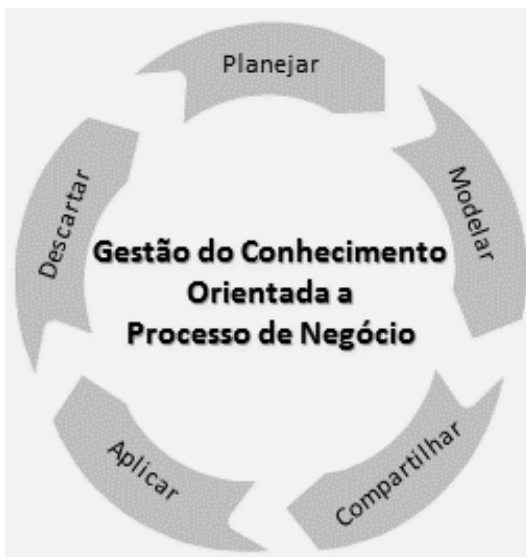 Planejar
Modelar
Compartilhar
Aplicar
Descartar
Gestão do Conhecimento
Orientada a
Processo de Negócio